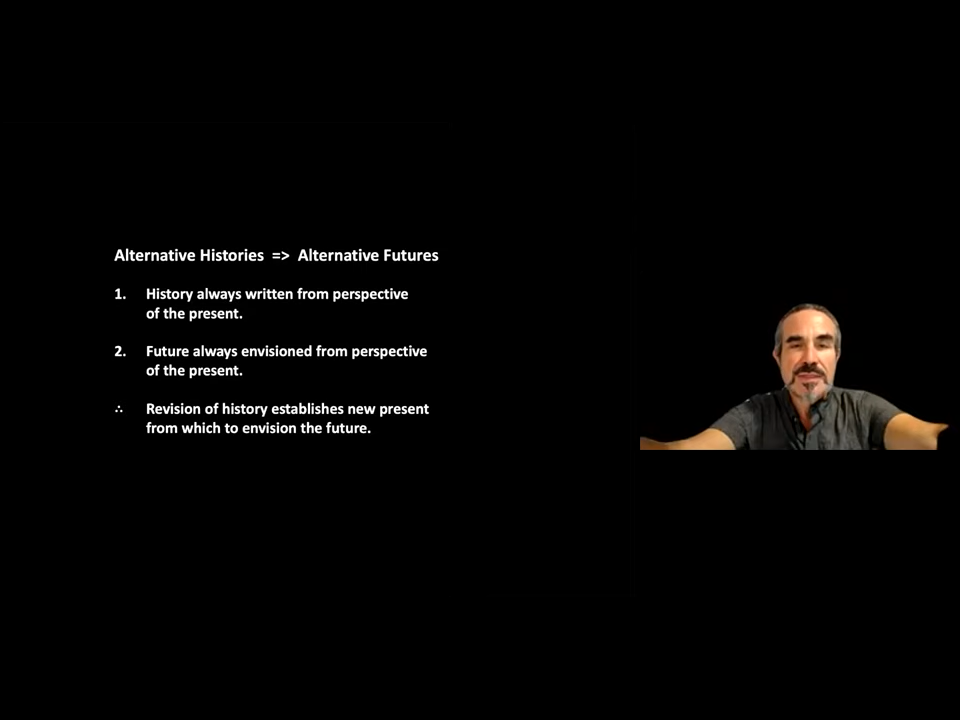 Alternative Histories => Alternative Futures
1. History always written from perspective
of the present.
2. Future always envisioned from perspective
of the present.
∴ Revision of history establishes new present
from which to envision the future.